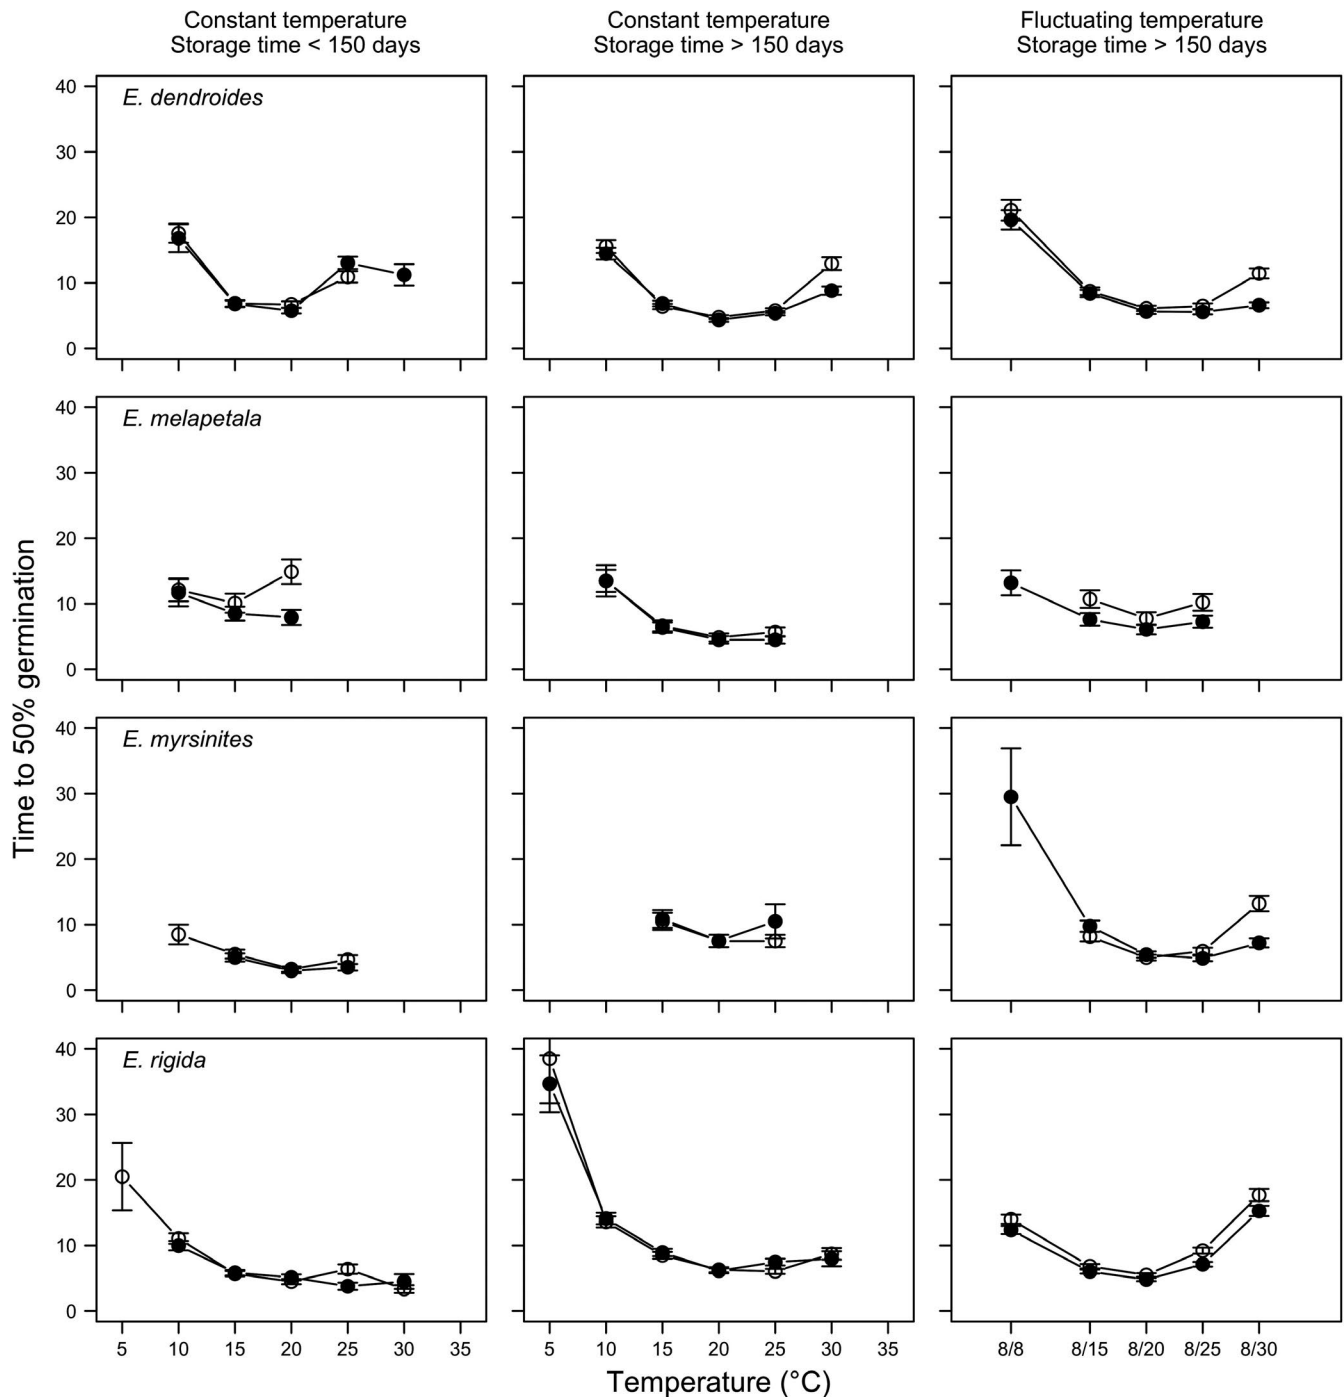 Constant temperature
Storage time < 150 days
Constant temperature
Storage time > 150 days
Fluctuating temperature
Storage time > 150 days
Time to 50% germination
E. dendroides
40
30
20
10
0
E. melapetala
40
30
20
10
0
E. myrsinites
40
30
20
10
0
E. rigida
40
30
20
10
0
5 10 15 20 25 30 35
5 10 15 20 25 30 35
8/8 8/15 8/20 8/25 8/30
Temperature (°C)